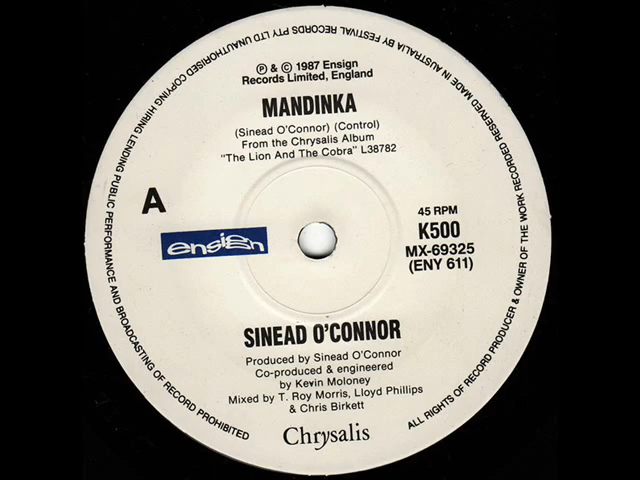 MADE IN AUSTRALIA BY FESTIVAL RECORDS PTY LTD UNAUTHORISED COPYING HIRING LENDING PUBLIC PERFORMANCE AND BROADCASTING OF RECORD PROHIBITED
ALL RIGHTS OF RECORD PRODUCER & OWNER OF THE WORK RECORDED RESERVED
Ⓟ & © 1987 Ensign
Records Limited, England
MANDINKA
(Sinead O'Connor) (Control)
From the Chrysalis Album
"The Lion And The Cobra" L38782
A
ensign
45 RPM
K500
MX-69325
(ENY 611)
SINEAD O'CONNOR
Produced by Sinead O'Connor
Co-produced & engineered
by Kevin Moloney
Mixed by T. Roy Morris, Lloyd Phillips
& Chris Birkett
Chrysalis